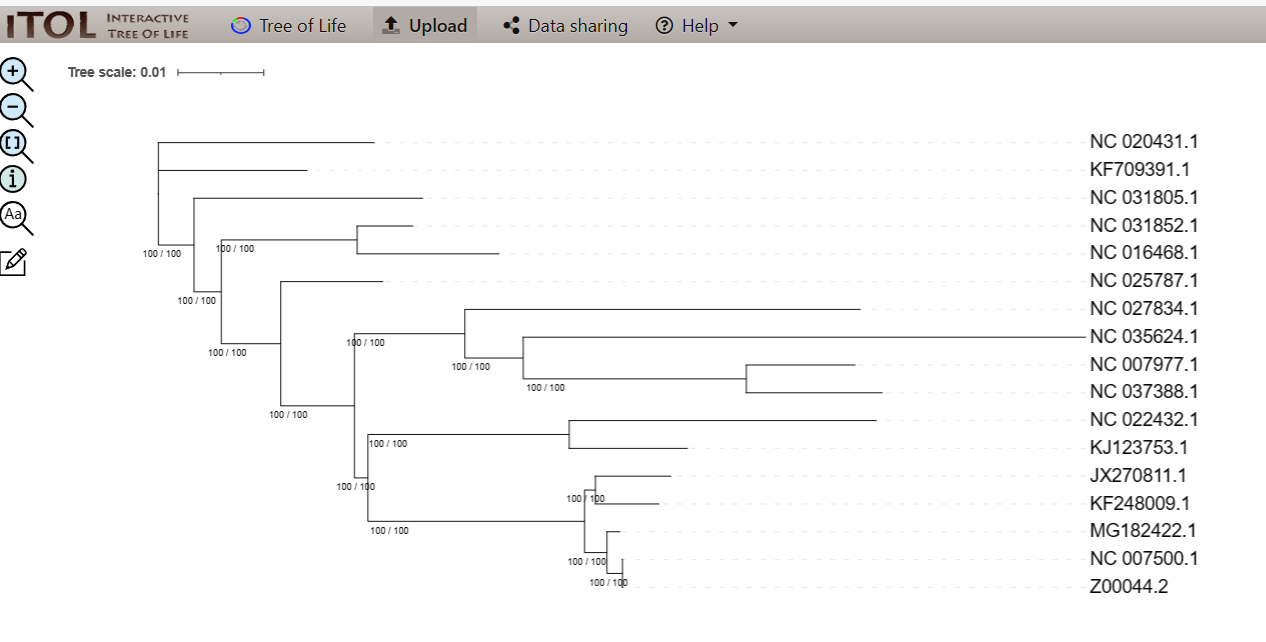 iTOL INTERACTIVE TREE OF LIFE Tree of Life Upload Data sharing Help
Tree scale: 0.01
Aa
NC 020431.1
KF709391.1
NC 031805.1
NC 031852.1
100 / 100
100 / 100
NC 016468.1
NC 025787.1
100 / 100
NC 027834.1
NC 035624.1
100 / 100
100 / 100
NC 007977.1
100 / 100
100 / 100
NC 037388.1
100 / 100
NC 022432.1
100 / 100
KJ123753.1
JX270811.1
100 / 100
100 / 100
KF248009.1
100 / 100
MG182422.1
NC 007500.1
100 / 100
100 / 100
Z00044.2